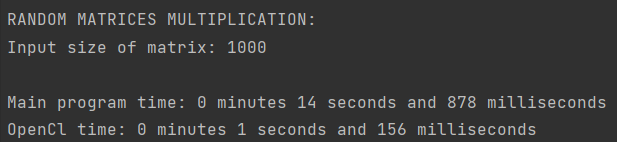 RANDOM MATRICES MULTIPLICATION:
Input size of matrix: 1000
Main program time: 0 minutes 14 seconds and 878 milliseconds
OpenCl time: 0 minutes 1 seconds and 156 milliseconds